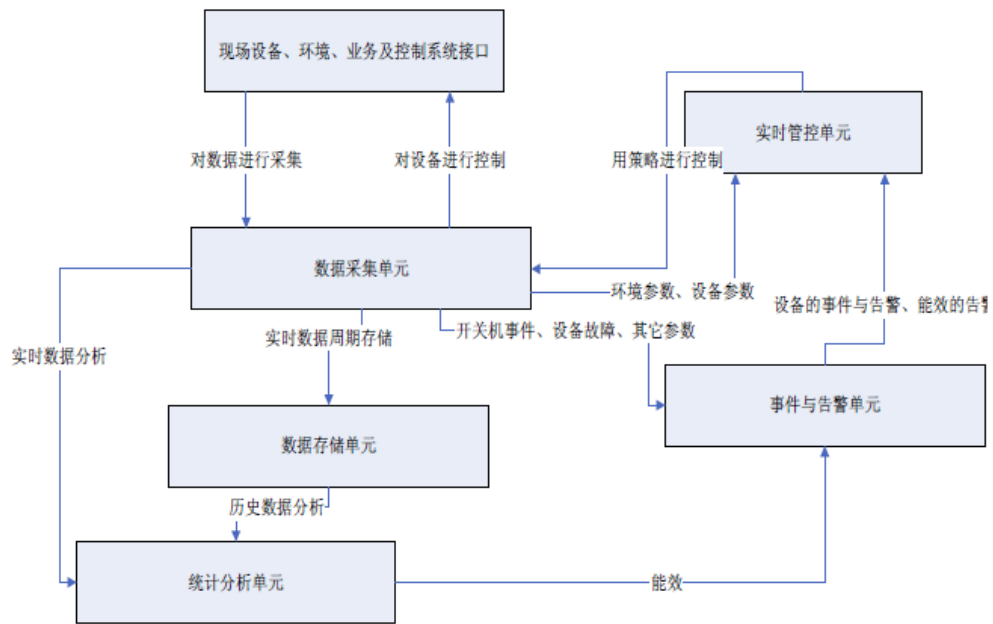 现场设备、环境、业务及控制系统接口
实时管控单元
对数据进行采集
对设备进行控制
用策略进行控制
数据采集单元
环境参数、设备参数
设备的事件与告警、能效的告
开关机事件、设备故障、其它参数
实时数据周期存储
实时数据分析
事件与告警单元
数据存储单元
历史数据分析
统计分析单元
能效